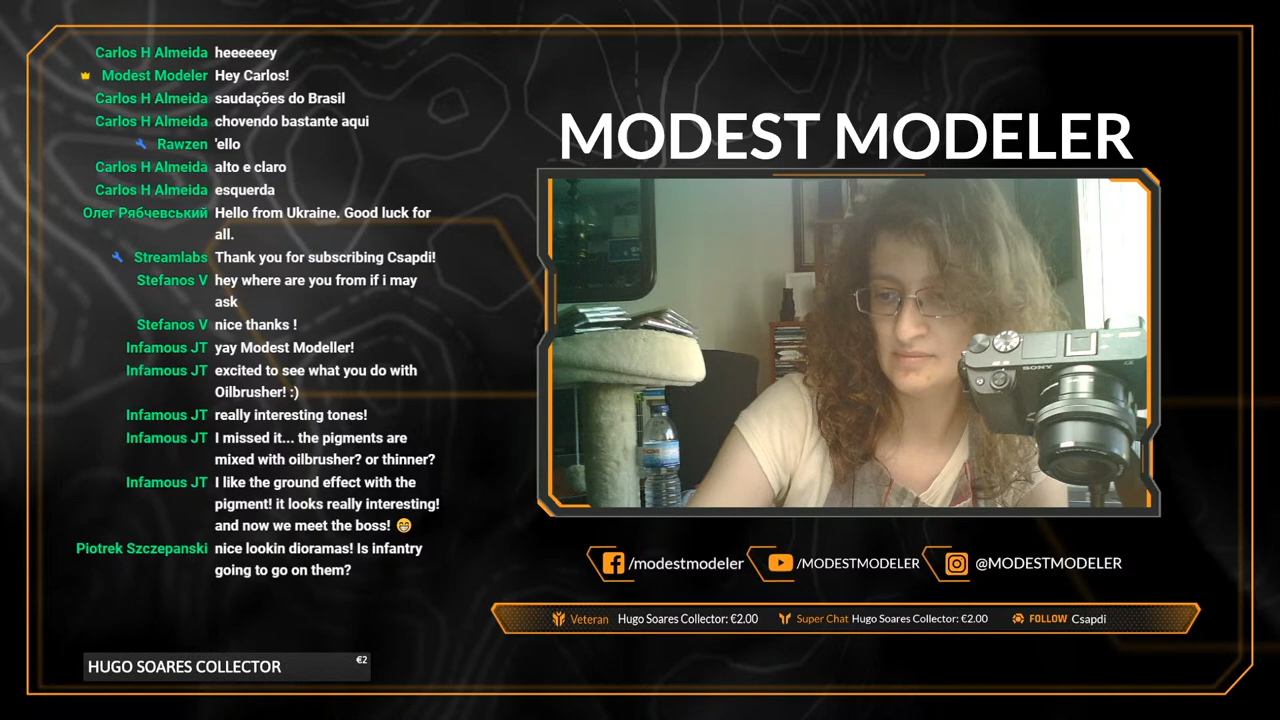 Carlos H Almeida heeeeeey
Modest Modeler Hey Carlos!
Carlos H Almeida saudações do Brasil
Carlos H Almeida chovendo bastante aqui
Rawzen 'ello
Carlos H Almeida alto e claro
Carlos H Almeida esquerda
Олег Рябчевський Hello from Ukraine. Good luck for
all.
Streamlabs Thank you for subscribing Csapdi!
Stefanos V hey where are you from if i may
ask
Stefanos V nice thanks !
Infamous JT yay Modest Modeller!
Infamous JT excited to see what you do with
Oilbrusher! :)
Infamous JT really interesting tones!
Infamous JT I missed it... the pigments are
mixed with oilbrusher? or thinner?
Infamous JT I like the ground effect with the
pigment! it looks really interesting!
and now we meet the boss! 😁
Piotrek Szczepanski nice lookin dioramas! Is infantry
going to go on them?
HUGO SOARES COLLECTOR €2
MODEST MODELER
SONY
/modestmodeler /MODESTMODELER @MODESTMODELER
Veteran Hugo Soares Collector: €2.00 Super Chat Hugo Soares Collector: €2.00 FOLLOW Csapdi